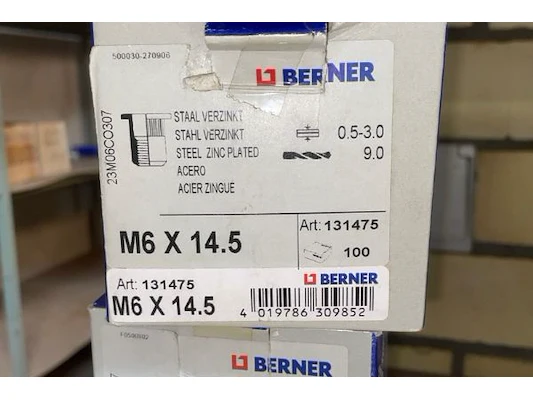 500030-270906
BERNER
23M06CO307
STAAL VERZINKT
STAHL VERZINKT
STEEL ZINC PLATED
ACERO
ACIER ZINGUÉ
0.5-3.0
9.0
M6 X 14.5
Art: 131475
100
Art: 131475
BERNER
M6 X 14.5
4 019786 309852
BERNER